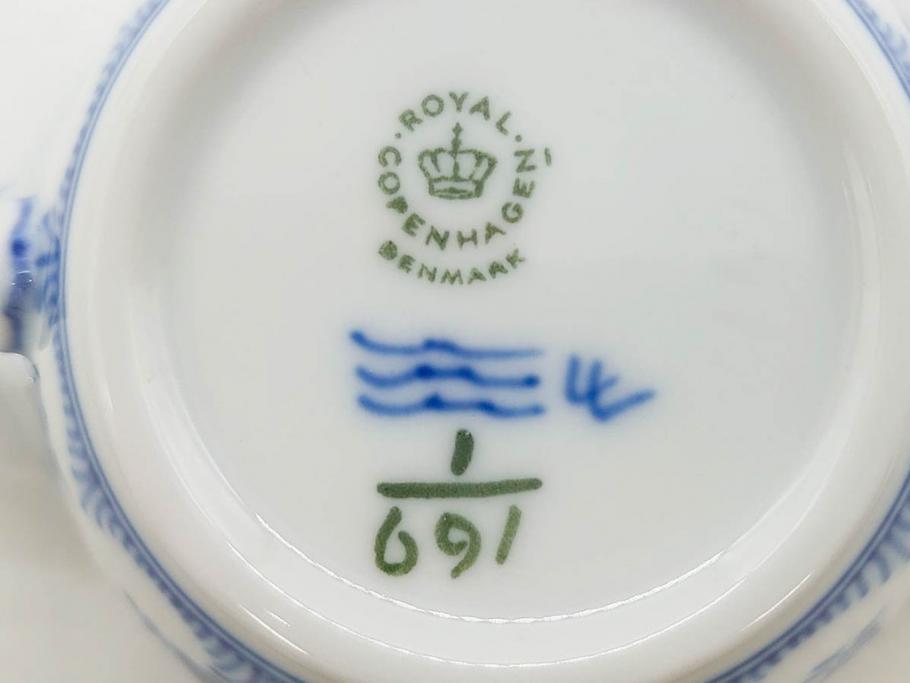 ·ROYAL·
COPENHAGEN
DENMARK
1
691